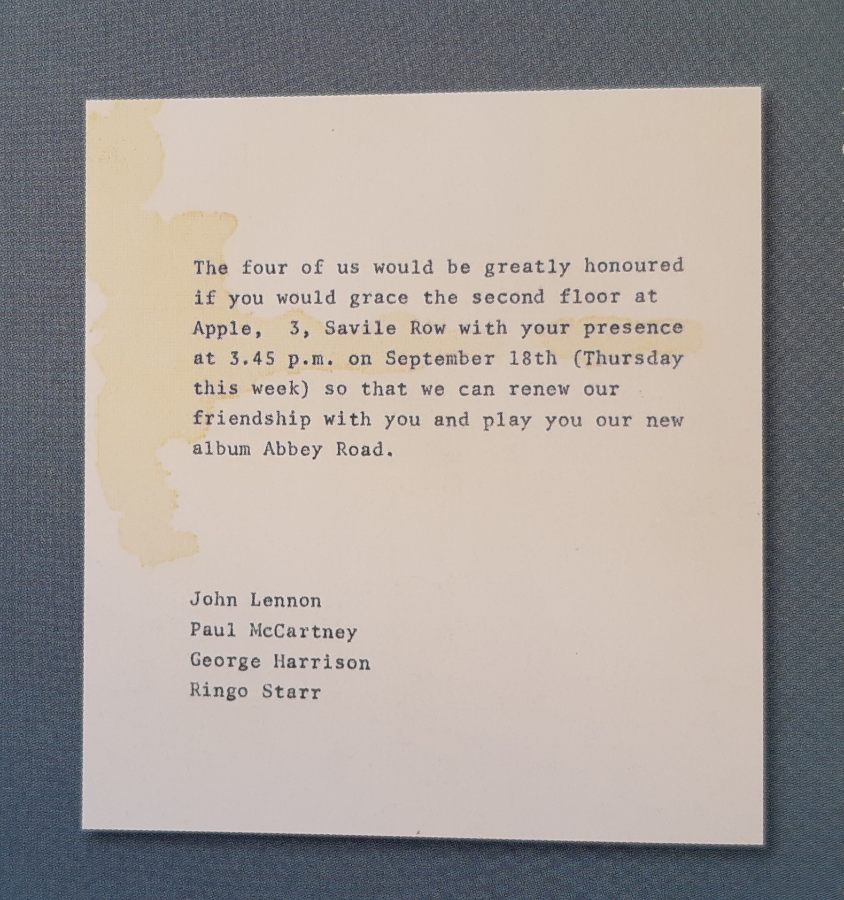 The four of us would be greatly honoured
if you would grace the second floor at
Apple,  3, Savile Row with your presence
at 3.45 p.m. on September 18th (Thursday
this week) so that we can renew our
friendship with you and play you our new
album Abbey Road.
John Lennon
Paul McCartney
George Harrison
Ringo Starr